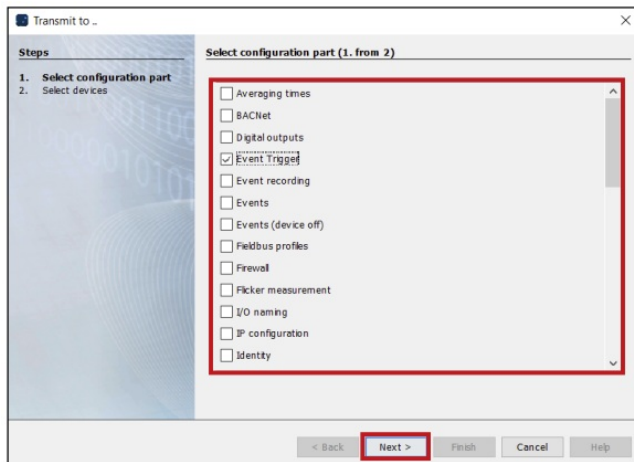 Transmit to ..
Steps
1. Select configuration part
2. Select devices
Select configuration part (1. from 2)
Averaging times
BACNet
Digital outputs
Event Trigger
Event recording
Events
Events (device off)
Fieldbus profiles
Firewall
Flicker measurement
I/O naming
IP configuration
Identity
< Back
Next >
Finish
Cancel
Help